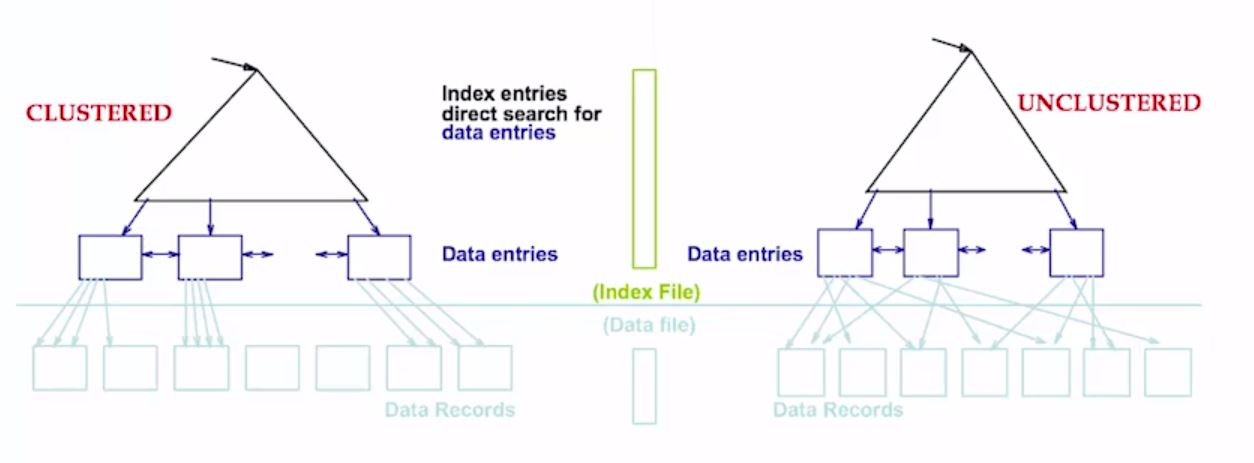 CLUSTERED
Index entries
direct search for
data entries
UNCLUSTERED
Data entries
Data entries
(Index File)
(Data file)
Data Records
Data Records